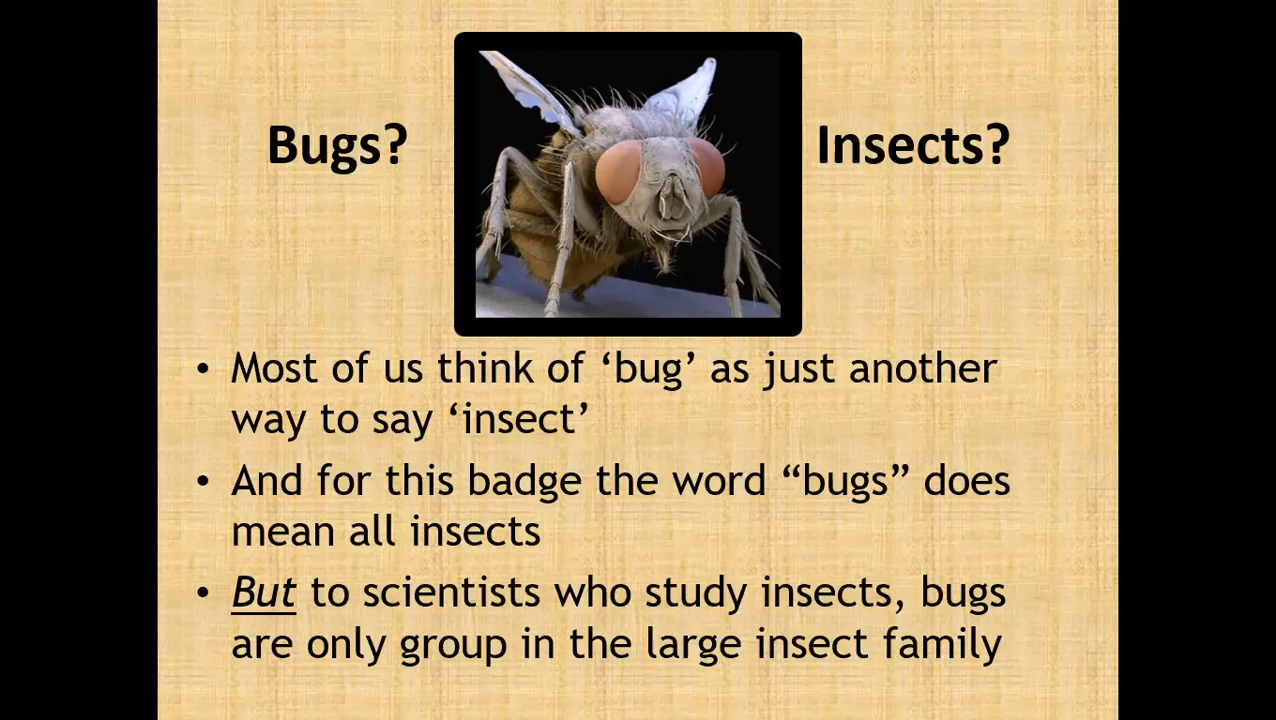 Bugs?
Insects?
• Most of us think of ‘bug’ as just another
way to say ‘insect’
• And for this badge the word “bugs” does
mean all insects
• But to scientists who study insects, bugs
are only group in the large insect family